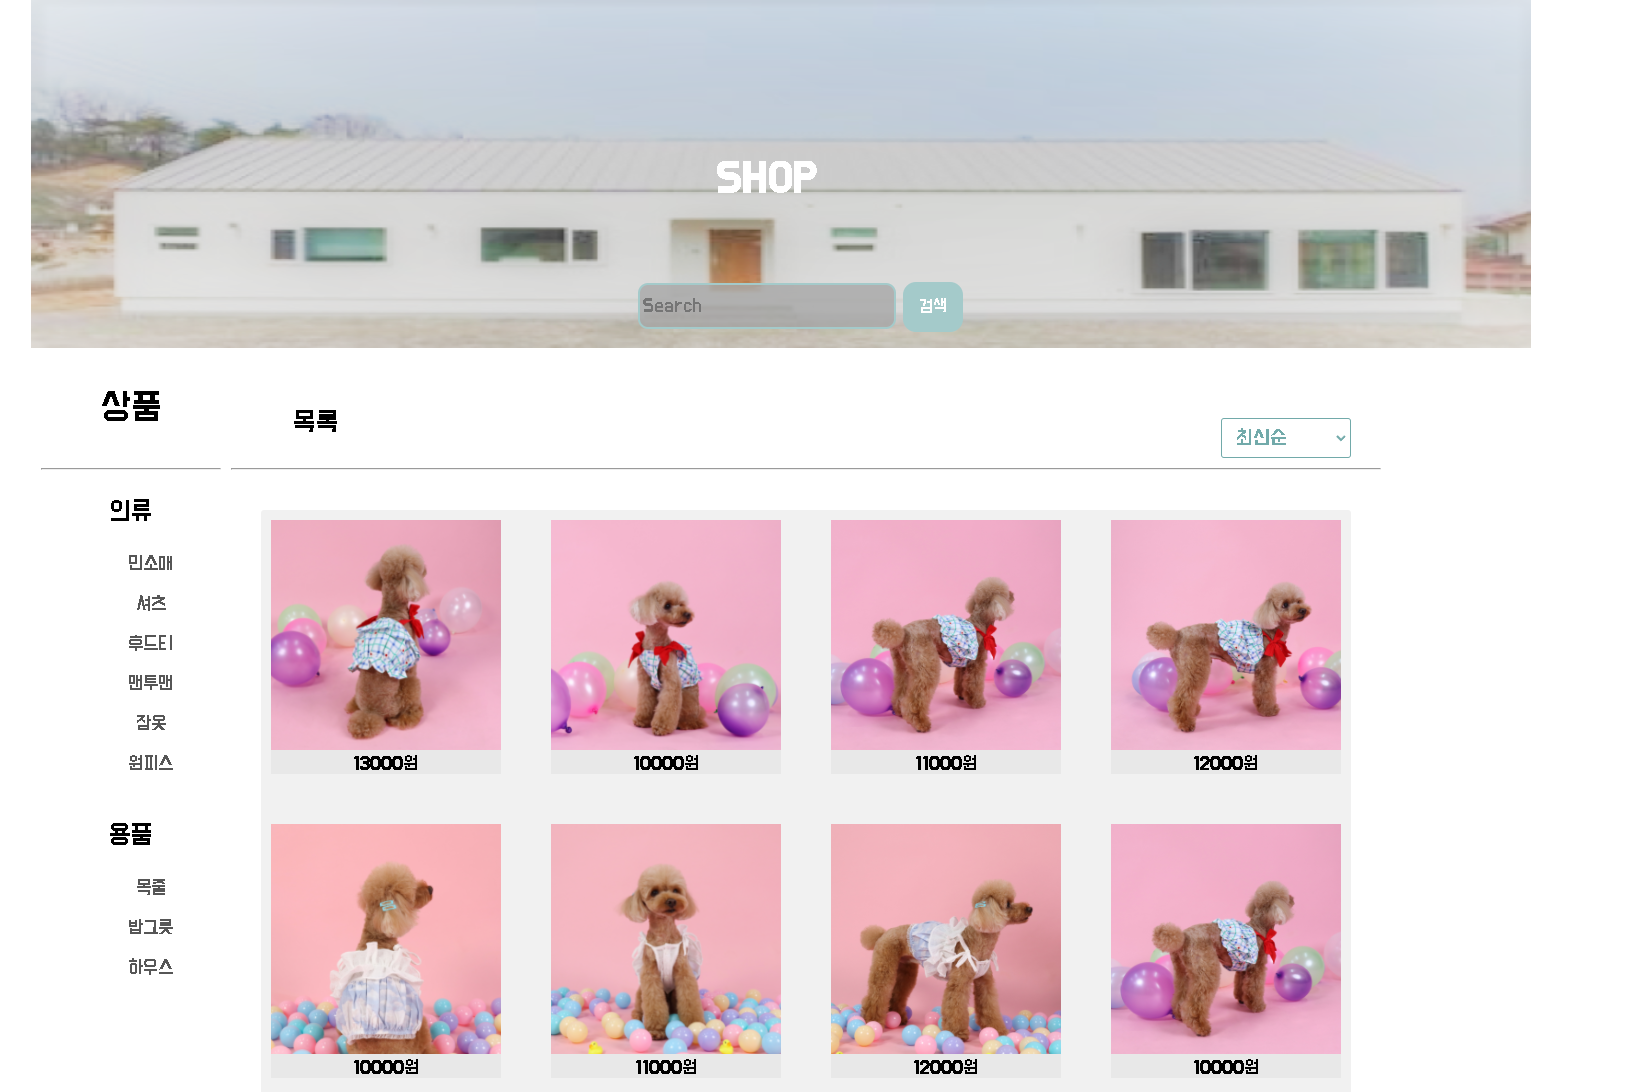 SHOP
Search
검색
상품
목록
최신순
의류
민소매
셔츠
후드티
맨투맨
잠옷
원피스
용품
목줄
밥그릇
하우스
13000원
10000원
11000원
12000원
10000원
11000원
12000원
10000원